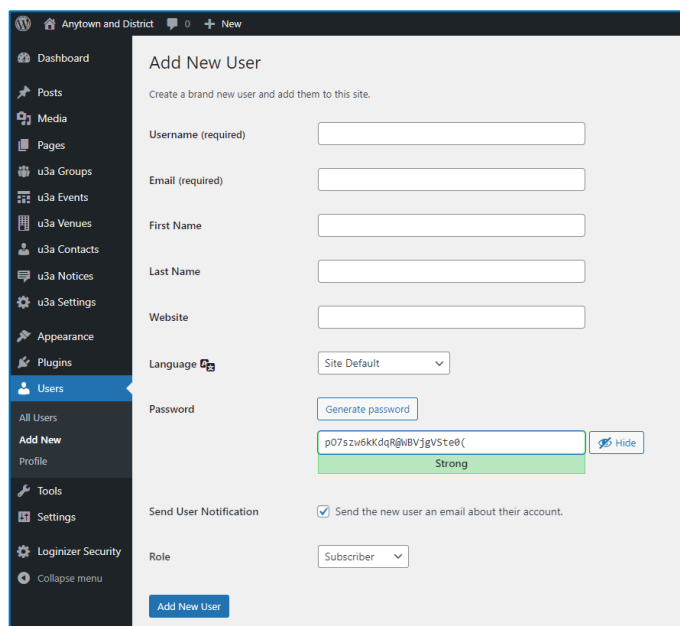 Anytown and District 0 New
Dashboard
Posts
Media
Pages
u3a Groups
u3a Events
u3a Venues
u3a Contacts
u3a Notices
u3a Settings
Appearance
Plugins
Users
All Users
Add New
Profile
Tools
Settings
Loginizer Security
Collapse menu
Add New User
Create a brand new user and add them to this site.
Username (required)
Email (required)
First Name
Last Name
Website
Language Site Default
Password Generate password
pO7szw6kKdqR@WBVjgVSte0( Hide
Strong
Send User Notification Send the new user an email about their account.
Role Subscriber
Add New User